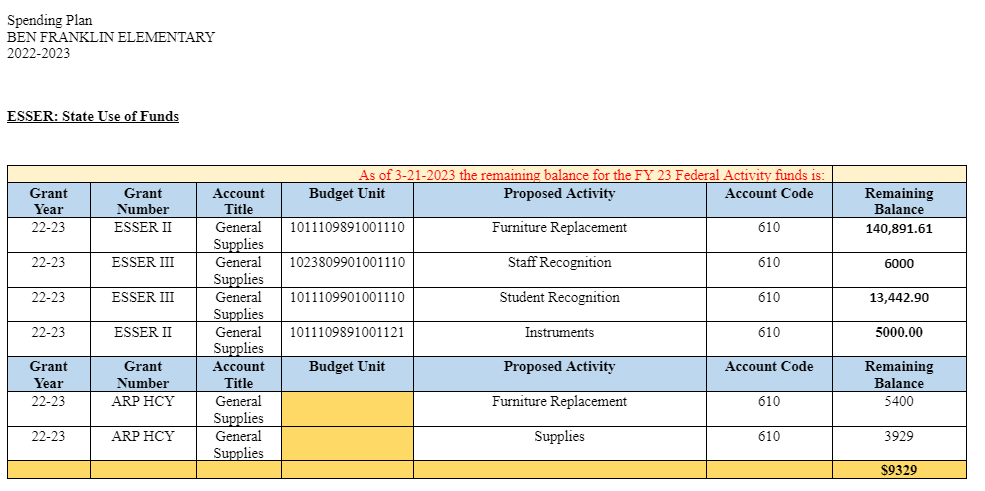 Spending Plan
BEN FRANKLIN ELEMENTARY
2022-2023
ESSER: State Use of Funds
As of 3-21-2023 the remaining balance for the FY 23 Federal Activity funds is:
Grant Year Grant Number Account Title Budget Unit Proposed Activity Account Code Remaining Balance
22-23 ESSER II General Supplies 1011109891001110 Furniture Replacement 610 140,891.61
22-23 ESSER III General Supplies 1023809901001110 Staff Recognition 610 6000
22-23 ESSER III General Supplies 1011109901001110 Student Recognition 610 13,442.90
22-23 ESSER II General Supplies 1011109891001121 Instruments 610 5000.00
Grant Year Grant Number Account Title Budget Unit Proposed Activity Account Code Remaining Balance
22-23 ARP HCY General Supplies Furniture Replacement 610 5400
22-23 ARP HCY General Supplies Supplies 610 3929
$9329